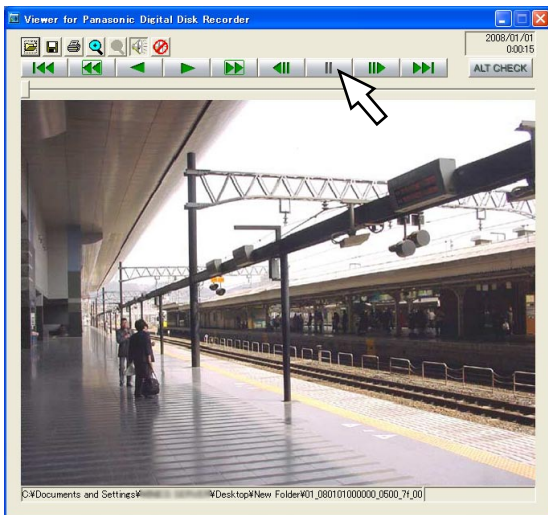 Viewer for Panasonic Digital Disk Recorder
2008/01/01
0:00:15
ALT CHECK
C:¥Documents and Settings¥ ¥Desktop¥New Folder¥01_080101000000_0500_7f_00